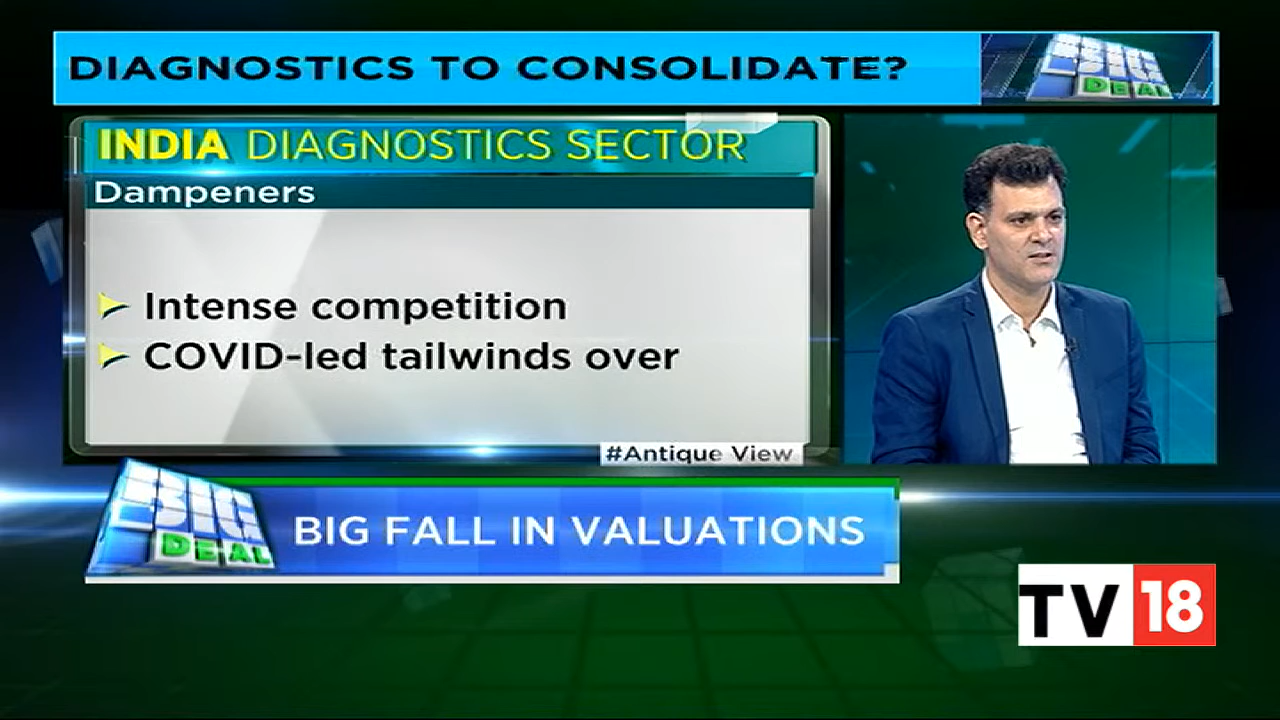 DIAGNOSTICS TO CONSOLIDATE?
BIG
DEAL
INDIA DIAGNOSTICS SECTOR
Dampeners
Intense competition
COVID-led tailwinds over
#Antique View
BIG
DEAL
BIG FALL IN VALUATIONS
TV18